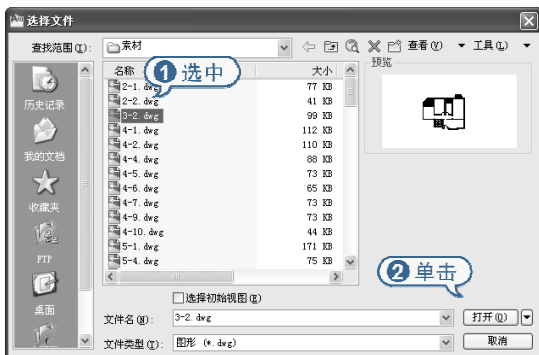 选择文件
查找范围(I): 素材 查看(V) 工具(L)
名称 大小 预览
❶选中
2-1.dwg 77 KB
2-2.dwg 41 KB
3-2.dwg 99 KB
4-1.dwg 112 KB
4-2.dwg 110 KB
4-4.dwg 88 KB
4-5.dwg 73 KB
4-6.dwg 65 KB
4-7.dwg 73 KB
4-9.dwg 73 KB
4-10.dwg 44 KB
5-1.dwg 171 KB
5-4.dwg 75 KB
历史记录
我的文档
收藏夹
FTP
桌面
❷单击
选择初始视图(E)
文件名(N): 3-2.dwg 打开(O)
文件类型(T): 图形 (*.dwg) 取消